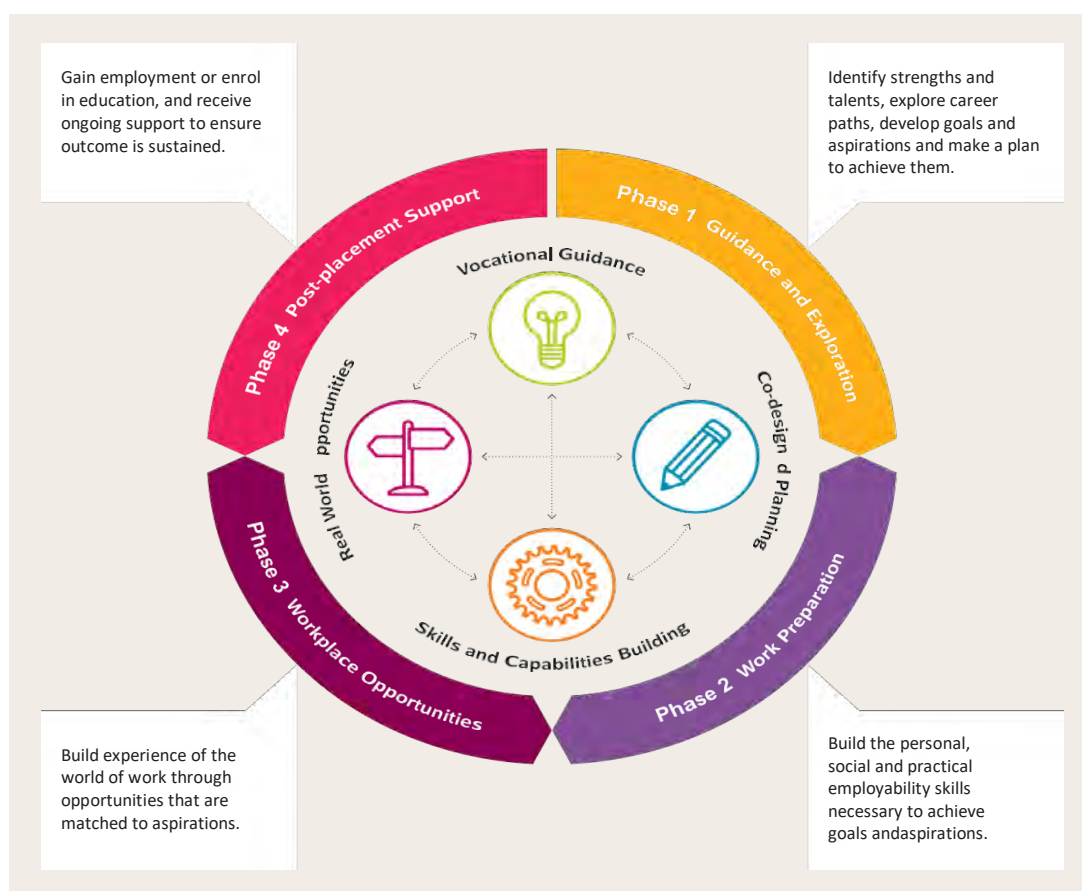 Gain employment or enrol
in education, and receive
ongoing support to ensure
outcome is sustained.
Identify strengths and
talents, explore career
paths, develop goals and
aspirations and make a plan
to achieve them.
Phase 1 Guidance and Exploration
Phase 2 Work Preparation
Phase 3 Workplace Opportunities
Phase 4 Post-placement Support
Vocational Guidance
Co-design d Planning
Skills and Capabilities Building
Real World pportunities
Build experience of the
world of work through
opportunities that are
matched to aspirations.
Build the personal,
social and practical
employability skills
necessary to achieve
goals andaspirations.